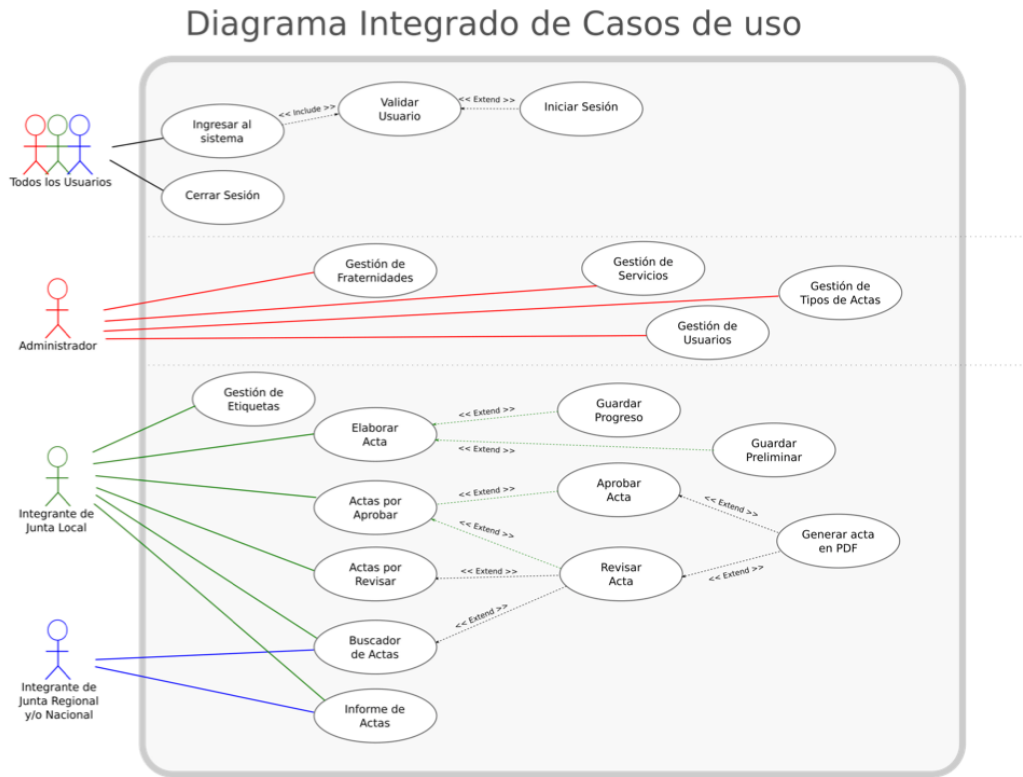 Diagrama Integrado de Casos de uso
Todos los Usuarios
Ingresar al
sistema
<< Include >>
Validar
Usuario
<< Extend >>
Iniciar Sesión
Cerrar Sesión
Administrador
Gestión de
Fraternidades
Gestión de
Servicios
Gestión de
Tipos de Actas
Gestión de
Usuarios
Integrante de
Junta Local
Gestión de
Etiquetas
Elaborar
Acta
<< Extend >>
Guardar
Progreso
<< Extend >>
Guardar
Preliminar
Actas por
Aprobar
<< Extend >>
Aprobar
Acta
<< Extend >>
<< Extend >>
Generar acta
en PDF
Actas por
Revisar
<< Extend >>
Revisar
Acta
<< Extend >>
<< Extend >>
Integrante de
Junta Regional
y/o Nacional
Buscador
de Actas
Informe de
Actas